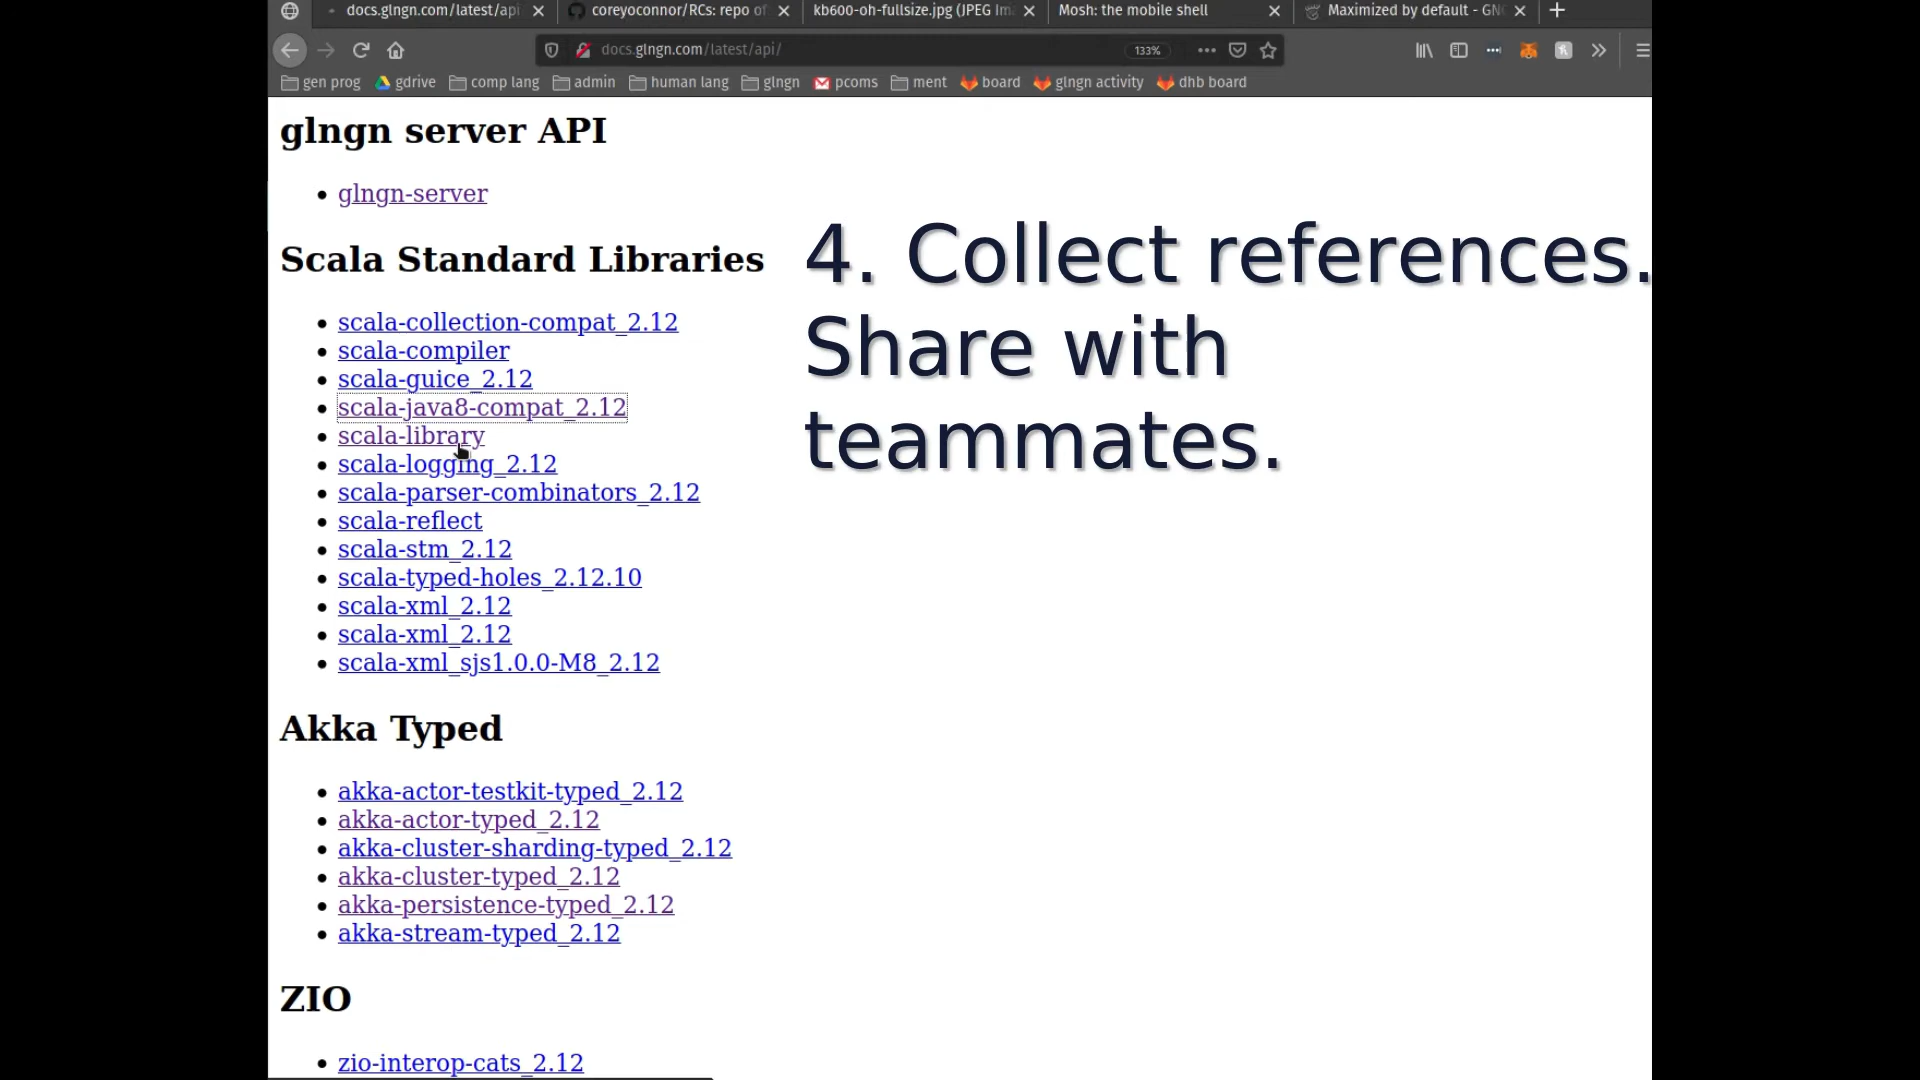 docs.glngn.com/latest/api
coreyoconnor/RCs: repo of
kb600-oh-fullsize.jpg (JPEG Im
Mosh: the mobile shell
Maximized by default - GN
docs.glngn.com/latest/api/
133%
gen prog
gdrive
comp lang
admin
human lang
glngn
pcoms
ment
board
glngn activity
dhb board
glngn server API
glngn-server
Scala Standard Libraries
scala-collection-compat_2.12
scala-compiler
scala-guice_2.12
scala-java8-compat_2.12
scala-library
scala-logging_2.12
scala-parser-combinators_2.12
scala-reflect
scala-stm_2.12
scala-typed-holes_2.12.10
scala-xml_2.12
scala-xml_2.12
scala-xml_sjs1.0.0-M8_2.12
Akka Typed
akka-actor-testkit-typed_2.12
akka-actor-typed_2.12
akka-cluster-sharding-typed_2.12
akka-cluster-typed_2.12
akka-persistence-typed_2.12
akka-stream-typed_2.12
ZIO
zio-interop-cats_2.12
4. Collect references.
Share with
teammates.